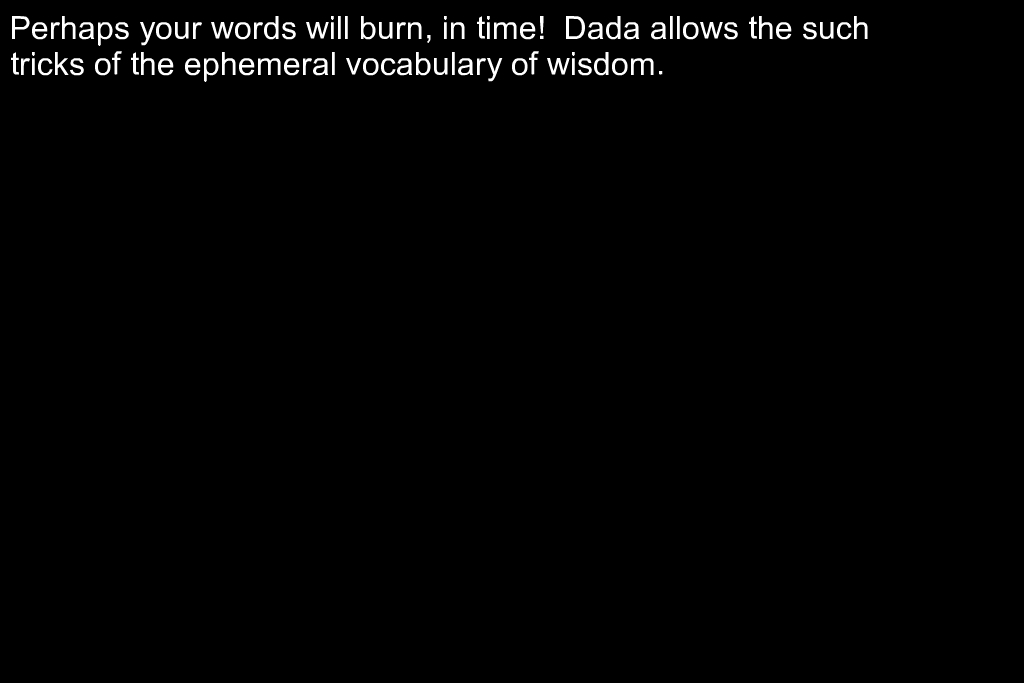 Perhaps your words will burn, in time!  Dada allows the such
tricks of the ephemeral vocabulary of wisdom.